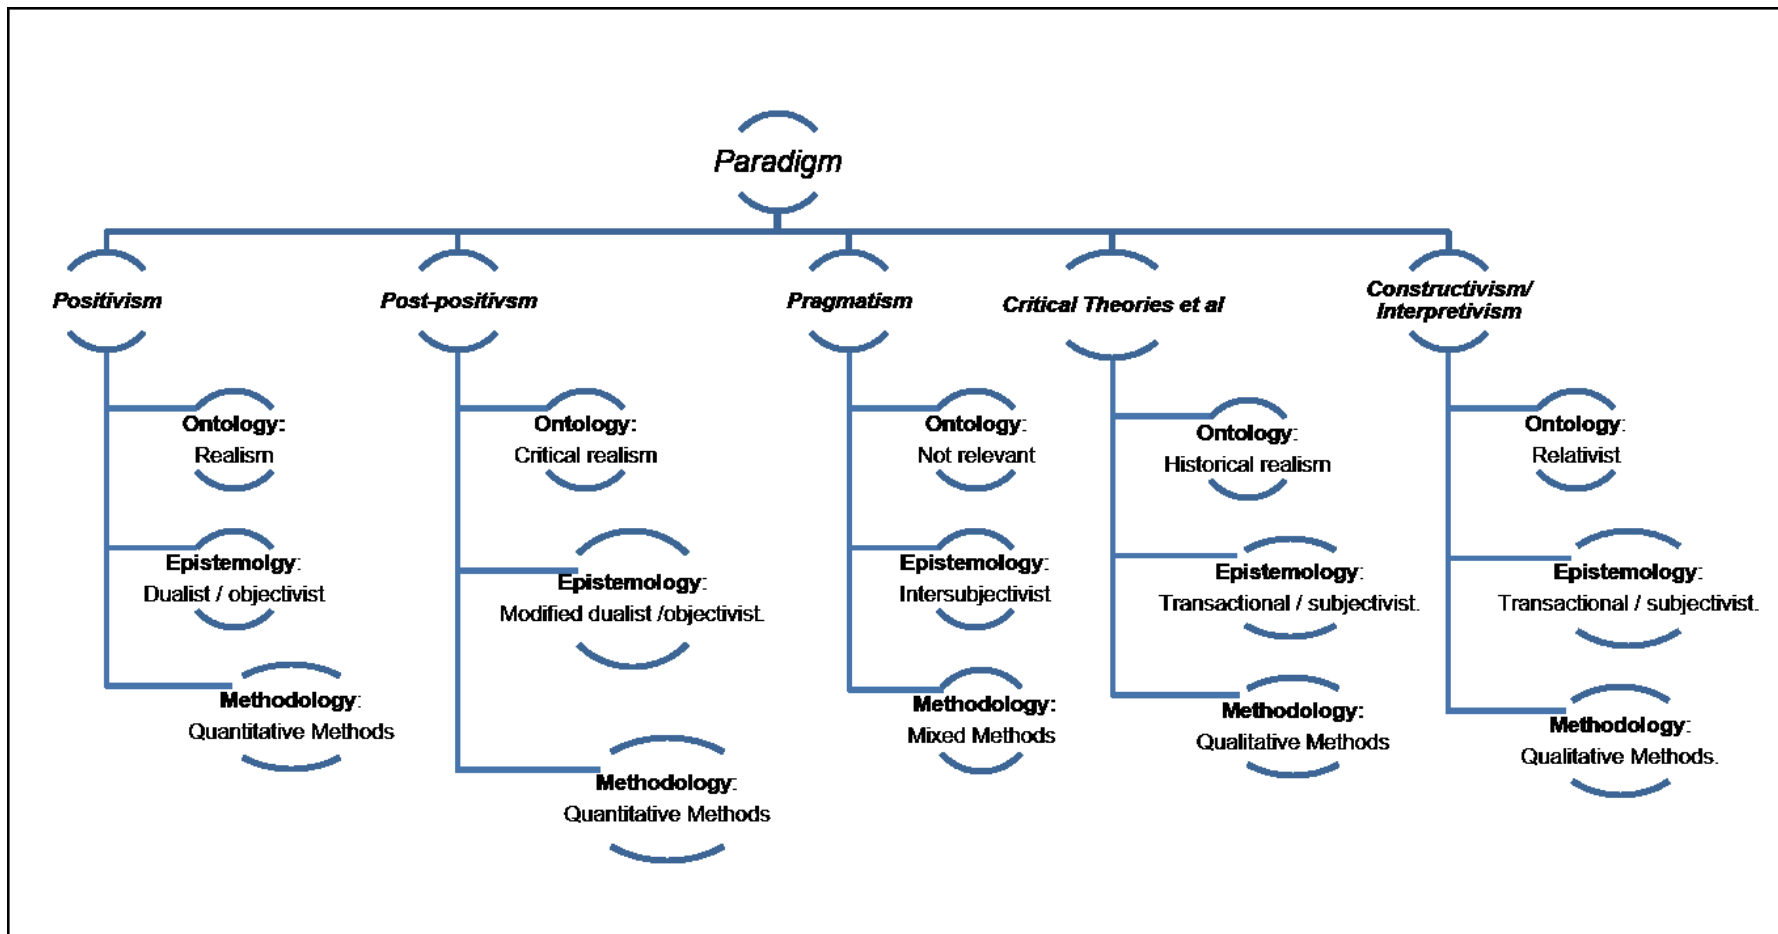 Paradigm
Positivism
Post-positivsm
Pragmatism
Critical Theories et al
Constructivism/
Interpretivism
Ontology:
Realism
Epistemolgy:
Dualist / objectivist
Methodology:
Quantitative Methods
Ontology:
Critical realism
Epistemology:
Modified dualist /objectivist.
Methodology:
Quantitative Methods
Ontology:
Not relevant
Epistemology:
Intersubjectivist
Methodology:
Mixed Methods
Ontology:
Historical realism
Epistemology:
Transactional / subjectivist.
Methodology:
Qualitative Methods
Ontology:
Relativist
Epistemology:
Transactional / subjectivist.
Methodology:
Qualitative Methods.